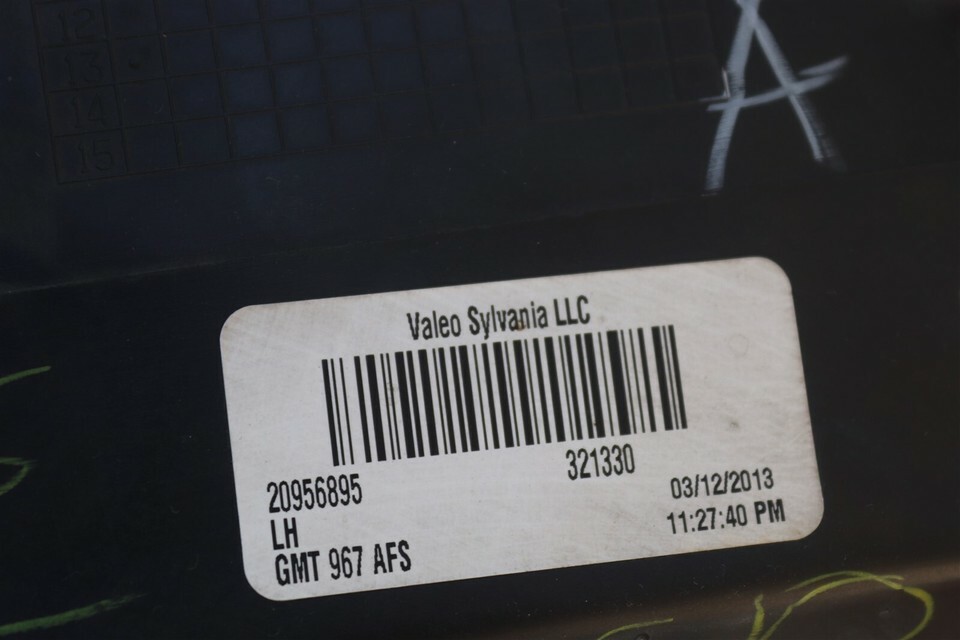 12
13
14
15
A
Valeo Sylvania LLC
321330
20956895
03/12/2013
LH
11:27:40 PM
GMT 967 AFS